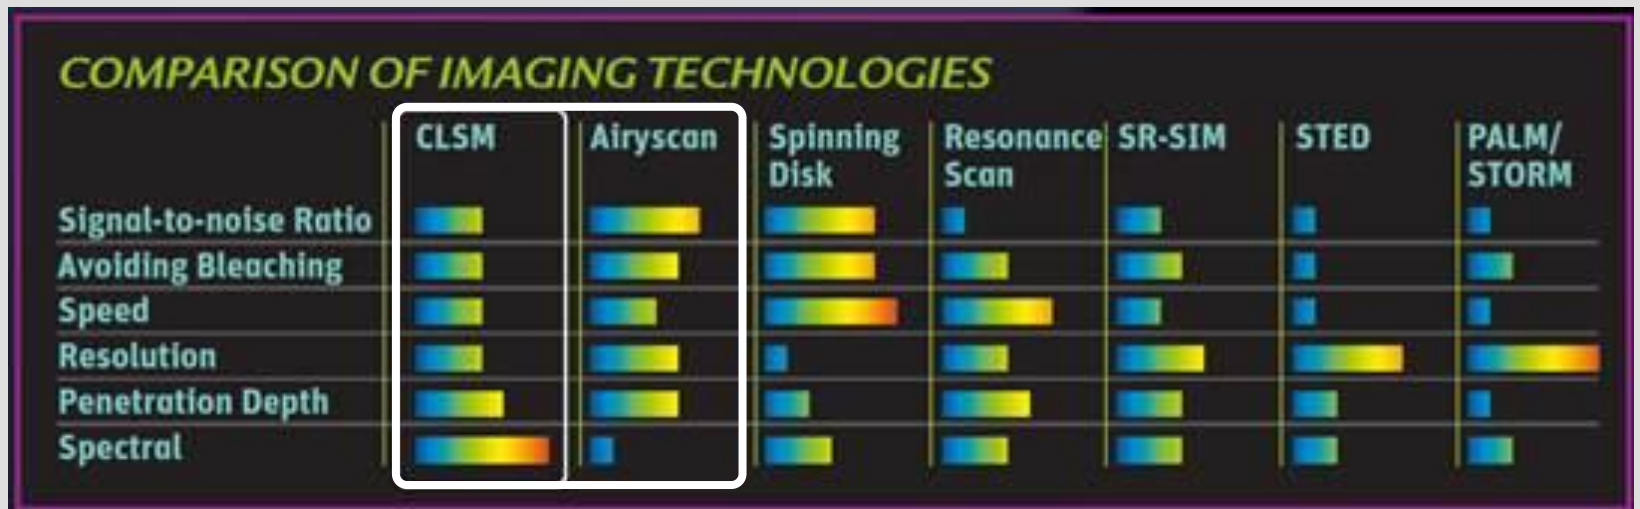 COMPARISON OF IMAGING TECHNOLOGIES
CLSM Airyscan Spinning Disk Resonance Scan SR-SIM STED PALM/STORM
Signal-to-noise Ratio
Avoiding Bleaching
Speed
Resolution
Penetration Depth
Spectral